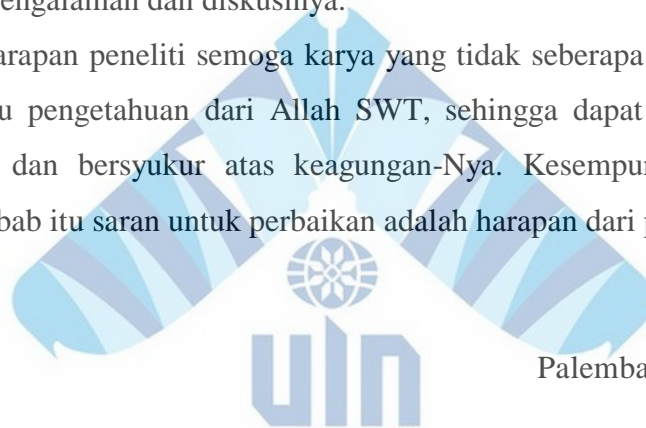 pengalaman dan diskusinya.
arapan peneliti semoga karya yang tidak seberapa
u pengetahuan dari Allah SWT, sehingga dapat
dan bersyukur atas keagungan-Nya. Kesempur
bab itu saran untuk perbaikan adalah harapan dari p
uin
Palemba